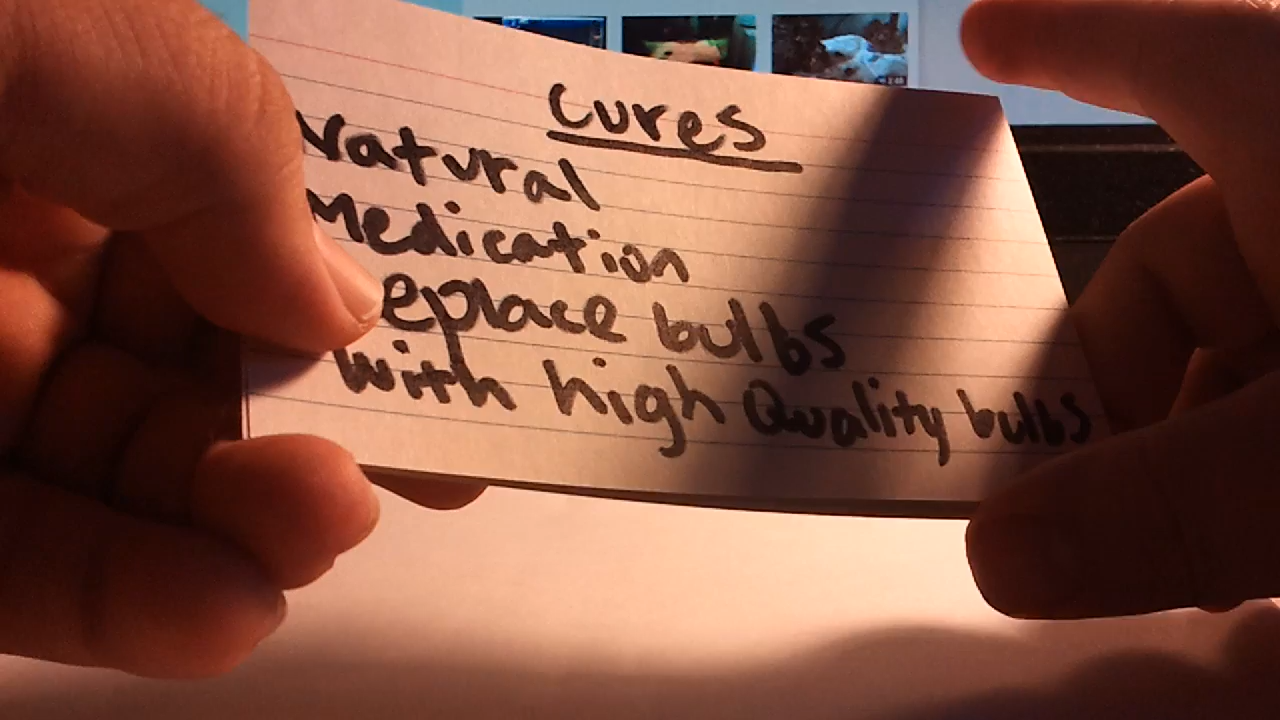 Cures
Natural
Medication
eplace bulbs
with high Quality bulbs